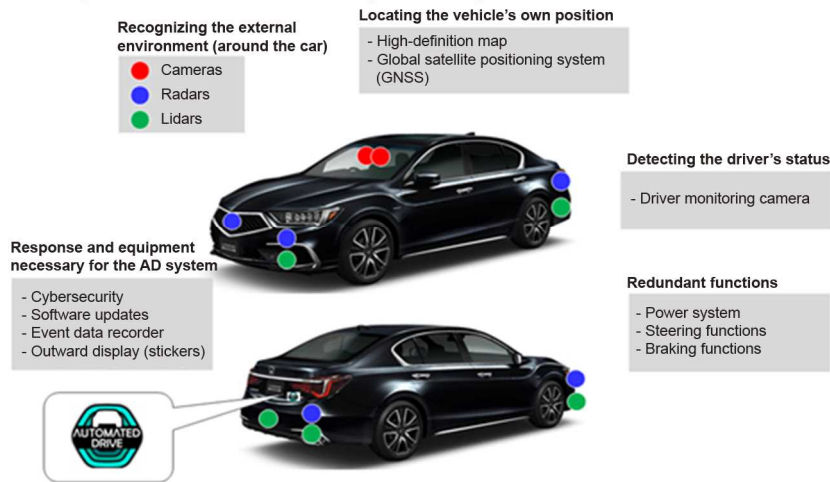 Recognizing the external
environment (around the car)
Cameras
Radars
Lidars
Locating the vehicle's own position
- High-definition map
- Global satellite positioning system
(GNSS)
Detecting the driver's status
- Driver monitoring camera
Response and equipment
necessary for the AD system
- Cybersecurity
- Software updates
- Event data recorder
- Outward display (stickers)
Redundant functions
- Power system
- Steering functions
- Braking functions
AUTOMATED
DRIVE